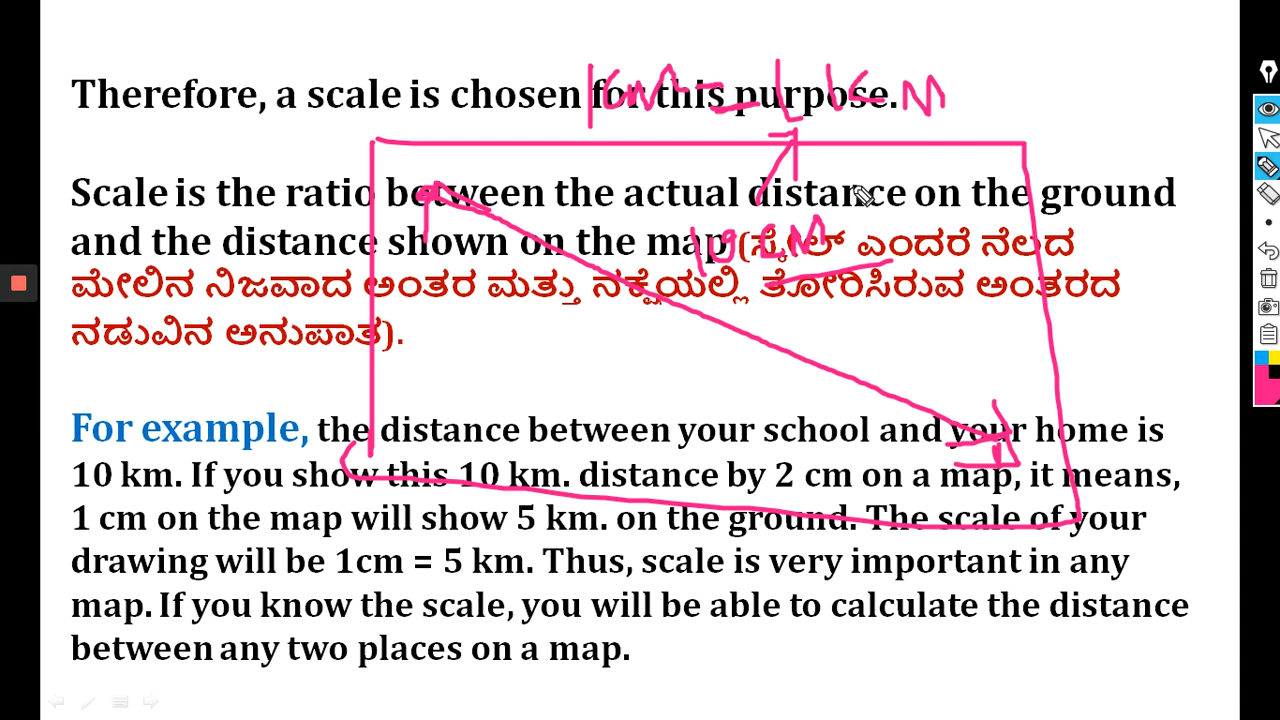 Therefore, a scale is chosen for this purpose.
Scale is the ratio between the actual distance on the ground
and the distance shown on the map (ಸ್ಕೇಲ್ ಎಂದರೆ ನೆಲದ
ಮೇಲಿನ ನಿಜವಾದ ಅಂತರ ಮತ್ತು ನಕ್ಷೆಯಲ್ಲಿ ತೋರಿಸಿರುವ ಅಂತರದ
ನಡುವಿನ ಅನುಪಾತ).
10 cm
For example, the distance between your school and your home is
10 km. If you show this 10 km. distance by 2 cm on a map, it means,
1 cm on the map will show 5 km. on the ground. The scale of your
drawing will be 1cm = 5 km. Thus, scale is very important in any
map. If you know the scale, you will be able to calculate the distance
between any two places on a map.